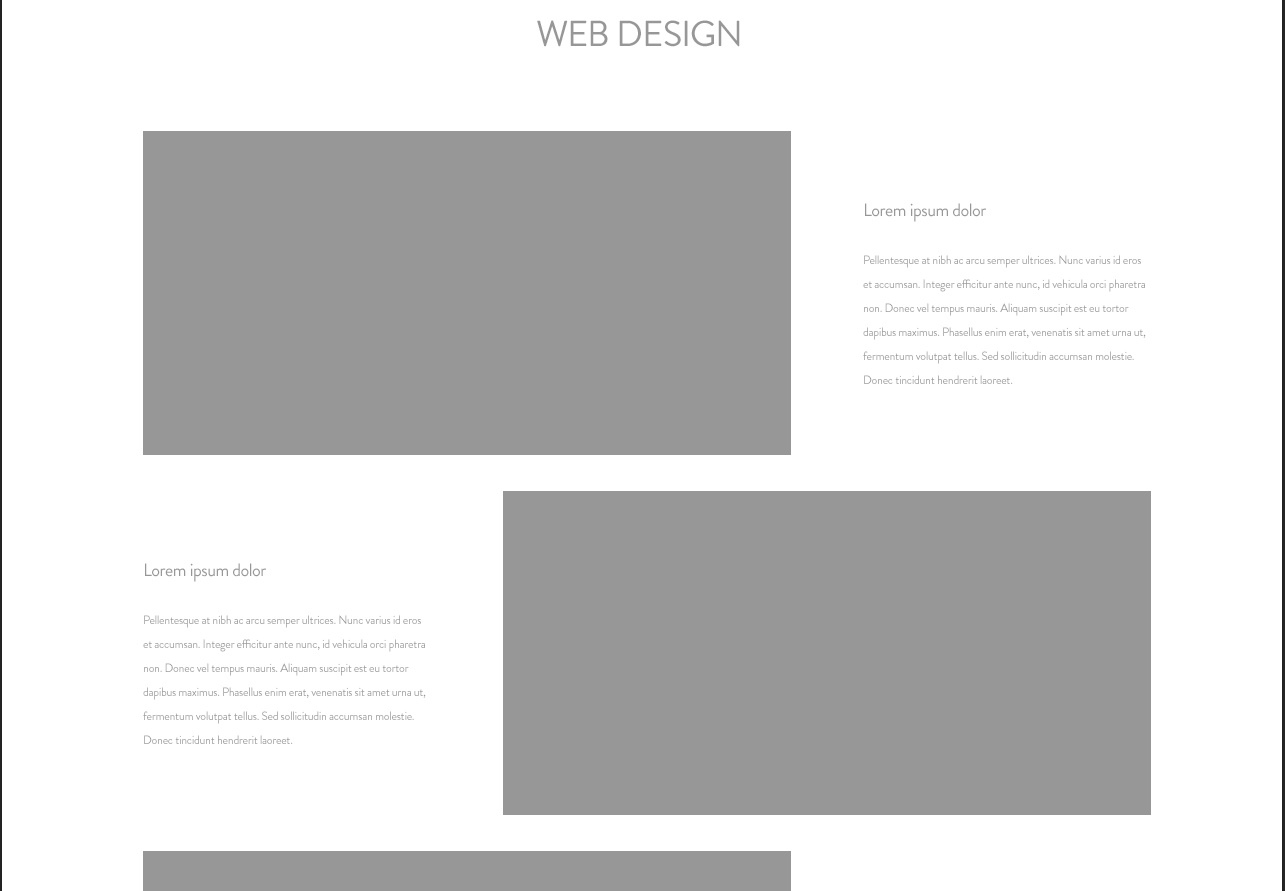 WEB DESIGN
Lorem ipsum dolor
Pellentesque at nibh ac arcu semper ultrices. Nunc varius id eros
et accumsan. Integer efficitur ante nunc, id vehicula orci pharetra
non. Donec vel tempus mauris. Aliquam suscipit est eu tortor
dapibus maximus. Phasellus enim erat, venenatis sit amet urna ut,
fermentum volutpat tellus. Sed sollicitudin accumsan molestie.
Donec tincidunt hendrerit laoreet.
Lorem ipsum dolor
Pellentesque at nibh ac arcu semper ultrices. Nunc varius id eros
et accumsan. Integer efficitur ante nunc, id vehicula orci pharetra
non. Donec vel tempus mauris. Aliquam suscipit est eu tortor
dapibus maximus. Phasellus enim erat, venenatis sit amet urna ut,
fermentum volutpat tellus. Sed sollicitudin accumsan molestie.
Donec tincidunt hendrerit laoreet.